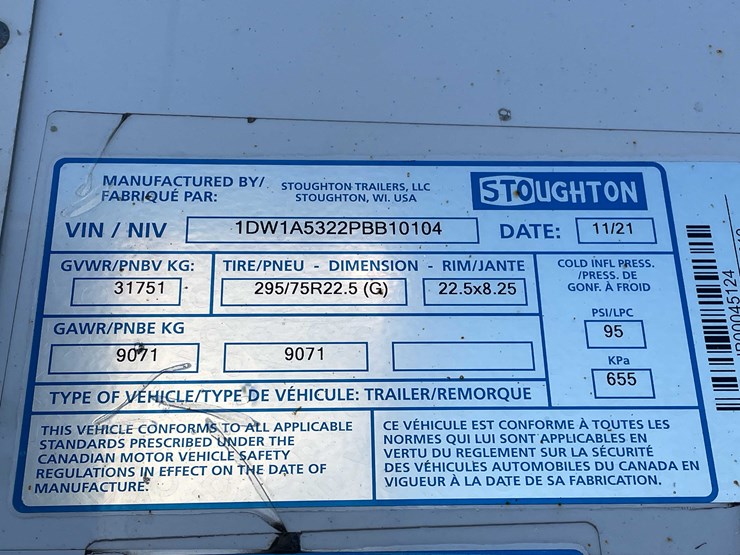 MANUFACTURED BY/
FABRIQUÉ PAR:
STOUGHTON TRAILERS, LLC
STOUGHTON, WI. USA
STOUGHTON
VIN / NIV 1DW1A5322PBB10104 DATE: 11/21
GVWR/PNBV KG:
31751
TIRE/PNEU - DIMENSION - RIM/JANTE
295/75R22.5 (G) 22.5x8.25
COLD INFL PRESS.
/PRESS. DE
GONF. À FROID
PSI/LPC
95
KPa
655
GAWR/PNBE KG
9071 9071
TYPE OF VEHICLE/TYPE DE VÉHICULE: TRAILER/REMORQUE
THIS VEHICLE CONFORMS TO ALL APPLICABLE
STANDARDS PRESCRIBED UNDER THE
CANADIAN MOTOR VEHICLE SAFETY
REGULATIONS IN EFFECT ON THE DATE OF
MANUFACTURE:
CE VÉHICULE EST CONFORME À TOUTES LES
NORMES QUI LUI SONT APPLICABLES EN
VERTU DU REGLEMENT SUR LA SÉCURITÉ
DES VÉHICULES AUTOMOBILES DU CANADA EN
VIGUEUR À LA DATE DE SA FABRICATION.